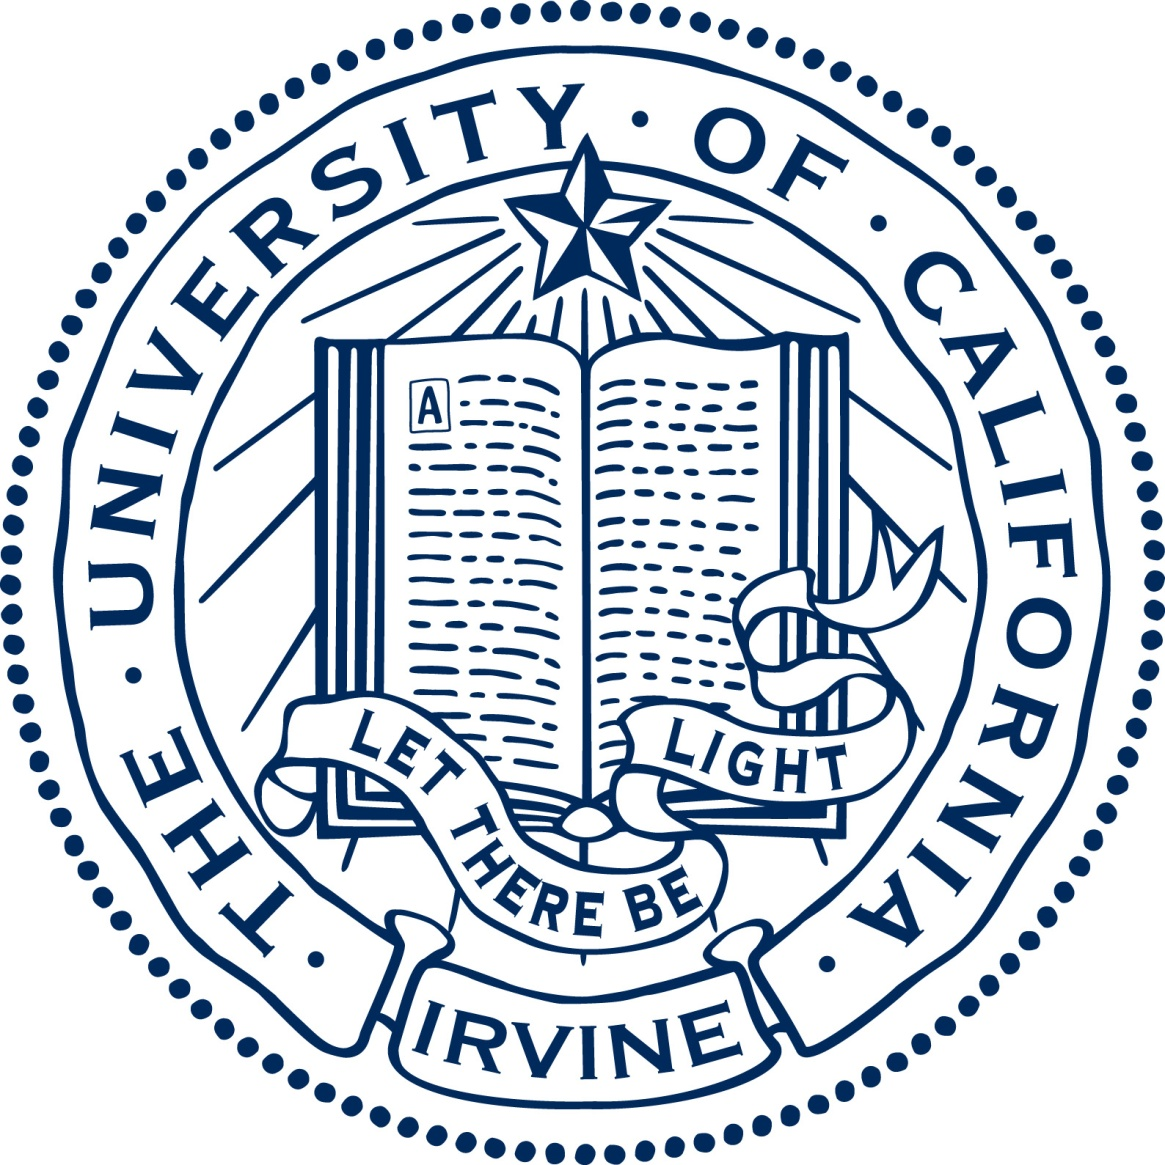 · THE · UNIVERSITY · OF · CALIFORNIA ·
A
LET THERE BE LIGHT
IRVINE